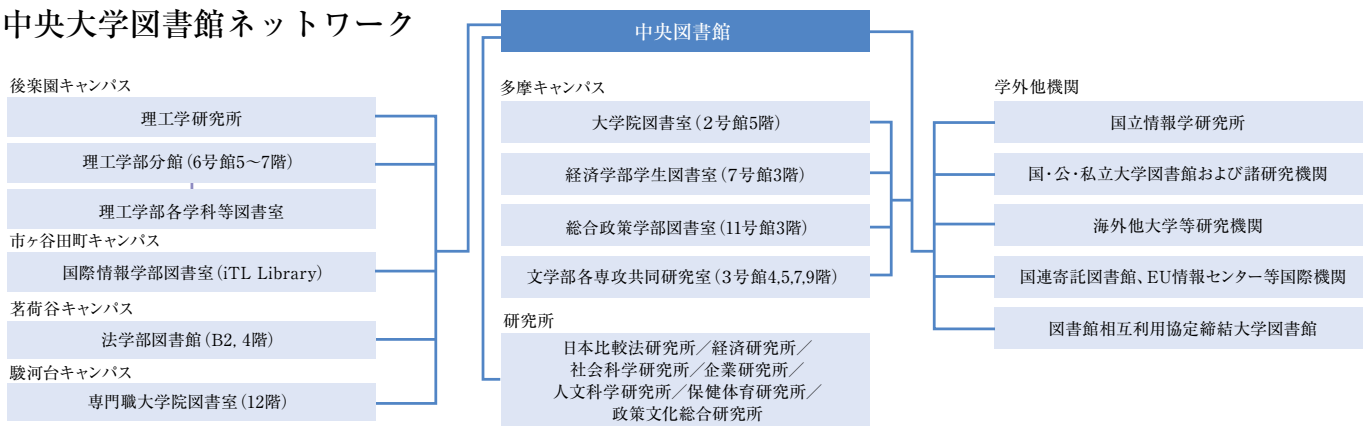 中央大学図書館ネットワーク
中央図書館
後楽園キャンパス
理工学研究所
理工学部分館（6号館5〜7階）
理工学部各学科等図書室
市ヶ谷田町キャンパス
国際情報学部図書室（iTL Library）
茗荷谷キャンパス
法学部図書館（B2, 4階）
駿河台キャンパス
専門職大学院図書室（12階）
多摩キャンパス
大学院図書室（2号館5階）
経済学部学生図書室（7号館3階）
総合政策学部図書室（11号館3階）
文学部各専攻共同研究室（3号館4,5,7,9階）
研究所
日本比較法研究所／経済研究所／
社会科学研究所／企業研究所／
人文科学研究所／保健体育研究所／
政策文化総合研究所
学外他機関
国立情報学研究所
国・公・私立大学図書館および諸研究機関
海外他大学等研究機関
国連寄託図書館、EU情報センター等国際機関
図書館相互利用協定締結大学図書館